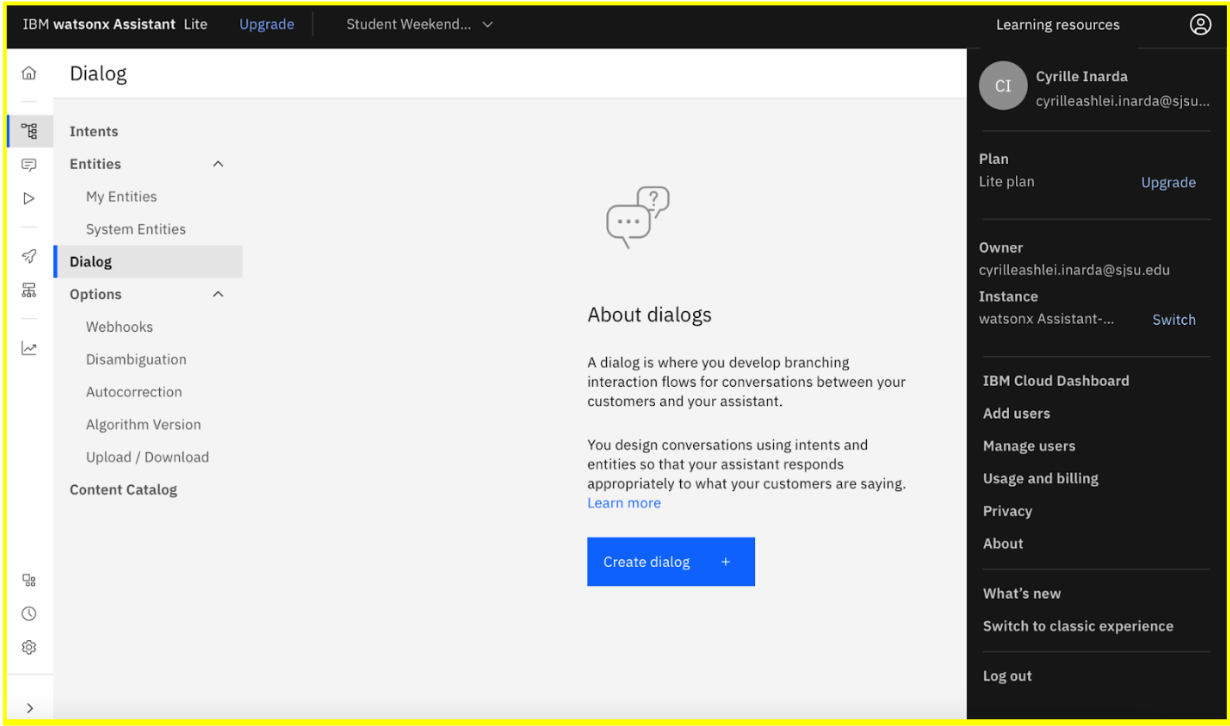 IBM watsonx Assistant Lite Upgrade Student Weekend... Learning resources
Dialog
Intents
Entities
My Entities
System Entities
Dialog
Options
Webhooks
Disambiguation
Autocorrection
Algorithm Version
Upload / Download
Content Catalog
?
About dialogs
A dialog is where you develop branching
interaction flows for conversations between your
customers and your assistant.
You design conversations using intents and
entities so that your assistant responds
appropriately to what your customers are saying.
Learn more
Create dialog +
CI
Cyrille Inarda
cyrilleashlei.inarda@sjsu...
Plan
Lite plan Upgrade
Owner
cyrilleashlei.inarda@sjsu.edu
Instance
watsonx Assistant-... Switch
IBM Cloud Dashboard
Add users
Manage users
Usage and billing
Privacy
About
What's new
Switch to classic experience
Log out